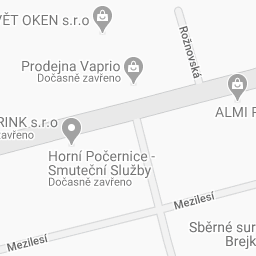 VĚT OKEN s.r.o
Prodejna Vaprio
Dočasně zavřeno
Rožnovská
ALMI
RINK s.r.o
zavřeno
Horní Počernice -
Smuteční Služby
Dočasně zavřeno
Mezilesí
Sběrné sur
Brejk
Mezilesí